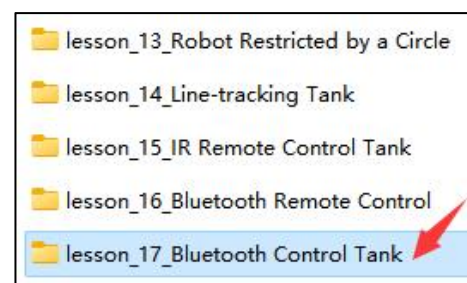 lesson_13_Robot Restricted by a Circle
lesson_14_Line-tracking Tank
lesson_15_IR Remote Control Tank
lesson_16_Bluetooth Remote Control
lesson_17_Bluetooth Control Tank